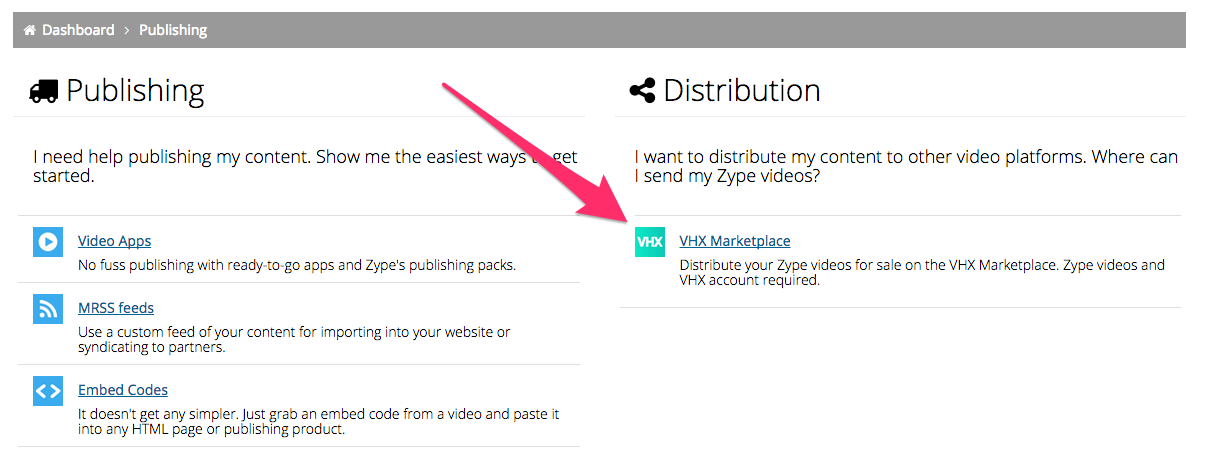 Dashboard > Publishing
Publishing
I need help publishing my content. Show me the easiest ways to get
started.
Video Apps
No fuss publishing with ready-to-go apps and Zype's publishing packs.
MRSS feeds
Use a custom feed of your content for importing into your website or
syndicating to partners.
Embed Codes
It doesn't get any simpler. Just grab an embed code from a video and paste it
into any HTML page or publishing product.
Distribution
I want to distribute my content to other video platforms. Where can
I send my Zype videos?
VHX
VHX Marketplace
Distribute your Zype videos for sale on the VHX Marketplace. Zype videos and
VHX account required.